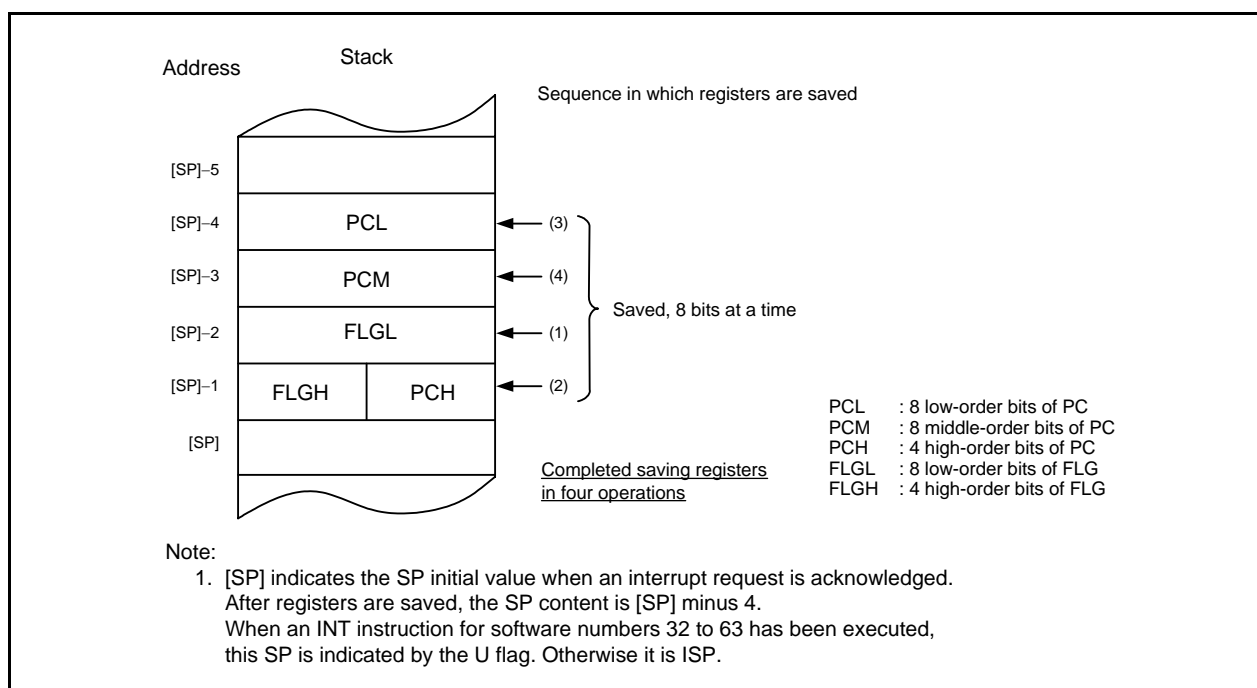 Address
Stack
Sequence in which registers are saved
[SP]−5
[SP]−4
PCL
(3)
[SP]−3
PCM
(4)
Saved, 8 bits at a time
[SP]−2
FLGL
(1)
[SP]−1
FLGH
PCH
(2)
[SP]
Completed saving registers
in four operations
PCL : 8 low-order bits of PC
PCM : 8 middle-order bits of PC
PCH : 4 high-order bits of PC
FLGL : 8 low-order bits of FLG
FLGH : 4 high-order bits of FLG
Note:
1. [SP] indicates the SP initial value when an interrupt request is acknowledged.
After registers are saved, the SP content is [SP] minus 4.
When an INT instruction for software numbers 32 to 63 has been executed,
this SP is indicated by the U flag. Otherwise it is ISP.